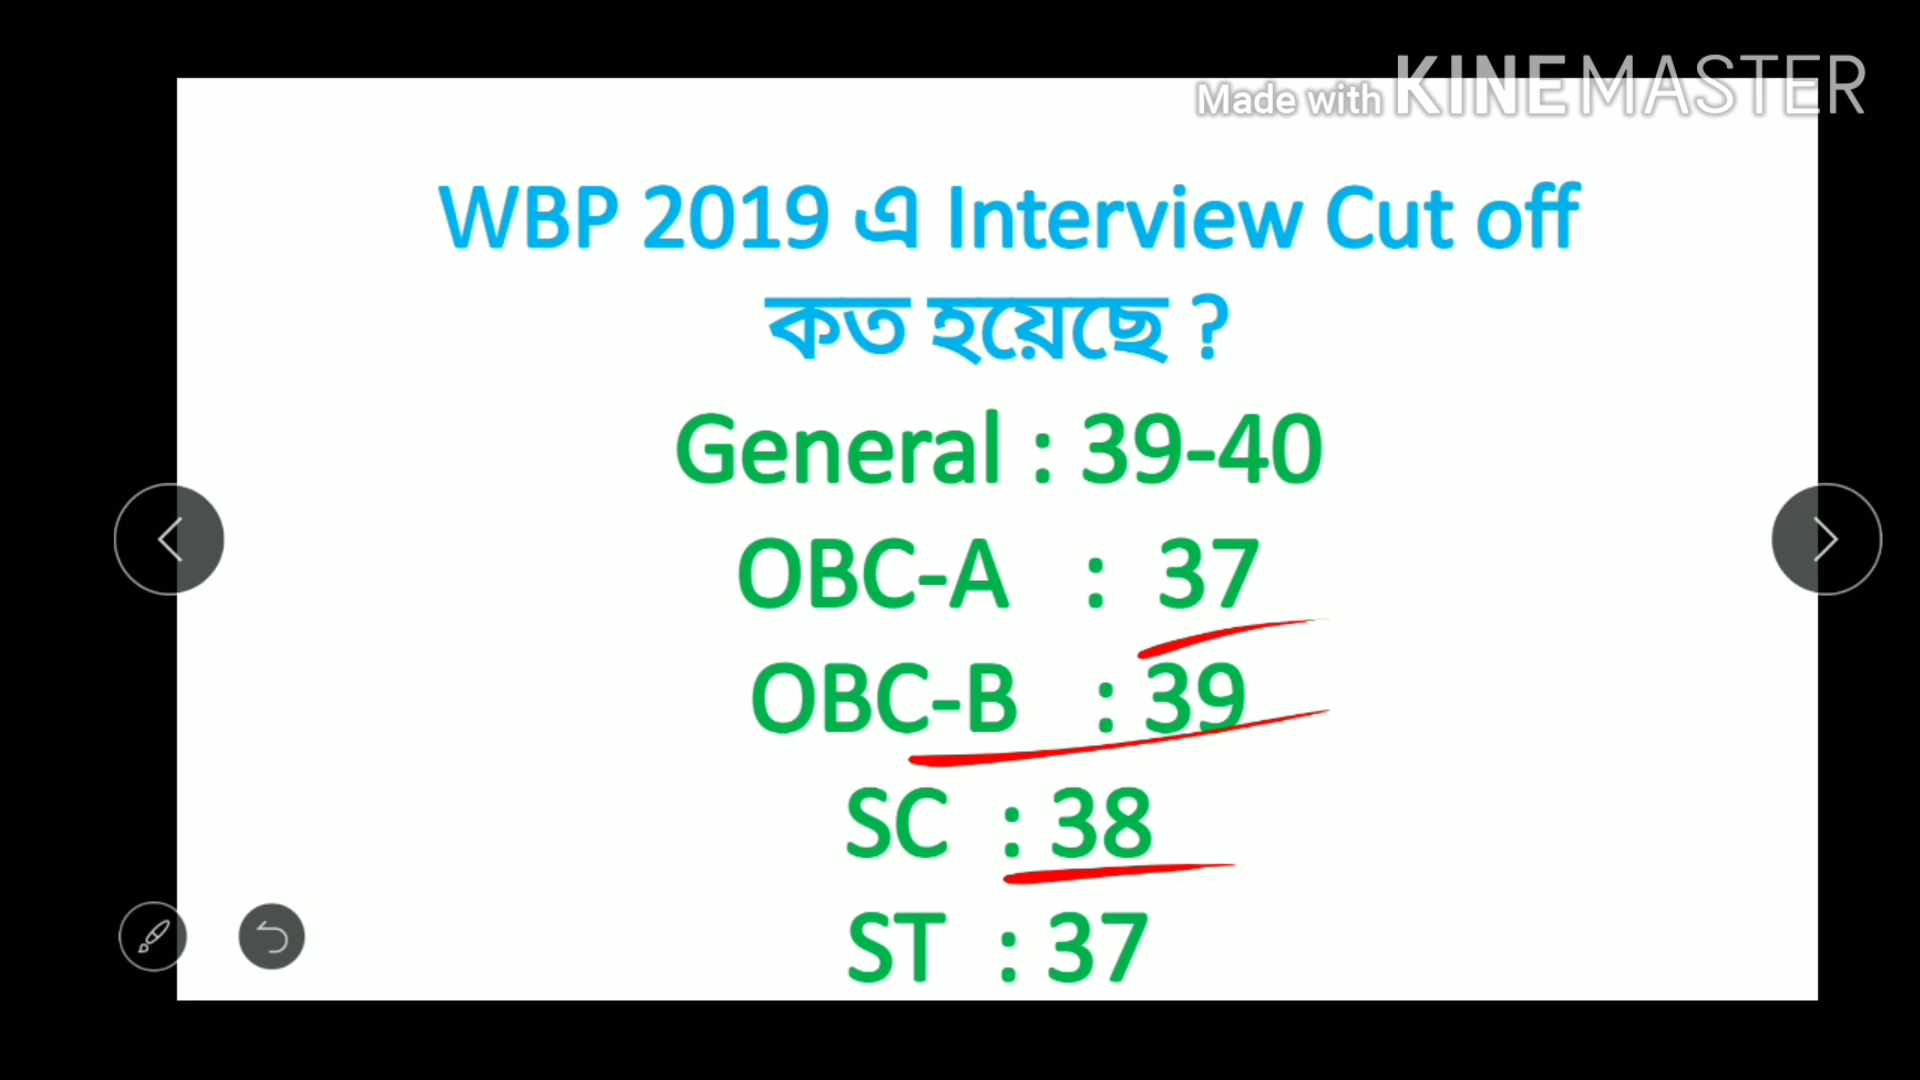 Made with KINEMASTER
WBP 2019 এ Interview Cut off
কত হয়েছে ?
General : 39-40
OBC-A : 37
OBC-B : 39
SC : 38
ST : 37